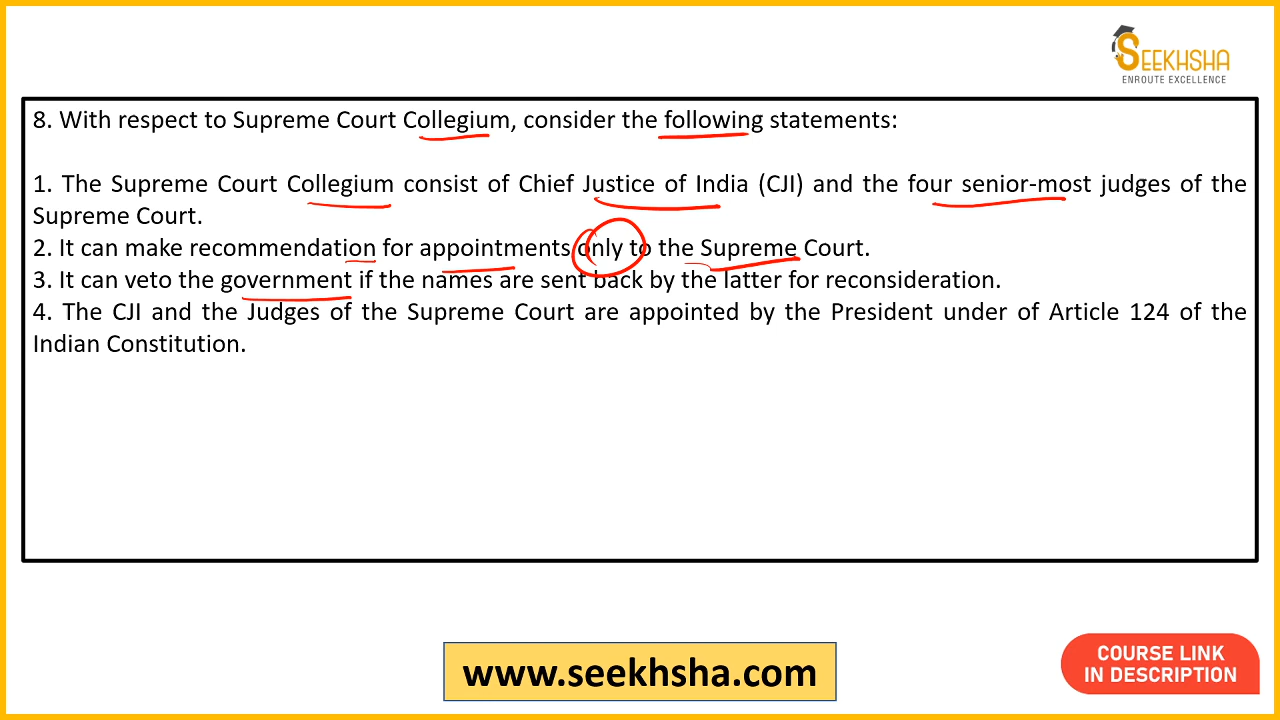 SEEKHSHA
ENROUTE EXCELLENCE
8. With respect to Supreme Court Collegium, consider the following statements:
1. The Supreme Court Collegium consist of Chief Justice of India (CJI) and the four senior-most judges of the
Supreme Court.
2. It can make recommendation for appointments only to the Supreme Court.
3. It can veto the government if the names are sent back by the latter for reconsideration.
4. The CJI and the Judges of the Supreme Court are appointed by the President under of Article 124 of the
Indian Constitution.
www.seekhsha.com
COURSE LINK
IN DESCRIPTION